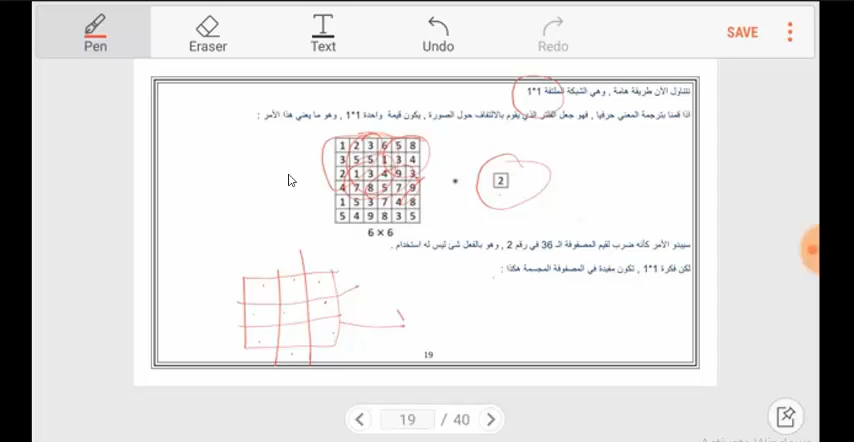 Pen Eraser Text Undo Redo SAVE
نتناول الآن طريقة هامة , وهي الشبكة الملتفة 1*1
اذا قمنا بترجمة المعني حرفيا , فهو جعل الفلتر الذي يقوم بالالتفاف حول الصورة , يكون قيمة واحدة 1*1 , وهو ما يعني هذا الأمر :
1 2 3 6 5 8
3 5 5 1 3 4
2 1 3 4 9 3
4 7 8 5 7 9
1 5 3 7 4 8
5 4 9 8 3 5
* 2
6 × 6
سيبدو الأمر كأنه ضرب لقيم المصفوفة الـ 36 في رقم 2 , وهو بالفعل شئ ليس له استخدام .
لكن فكرة 1*1 , تكون مفيدة في المصفوفة المجسمة هكذا :
19
19 / 40
Activate Windows